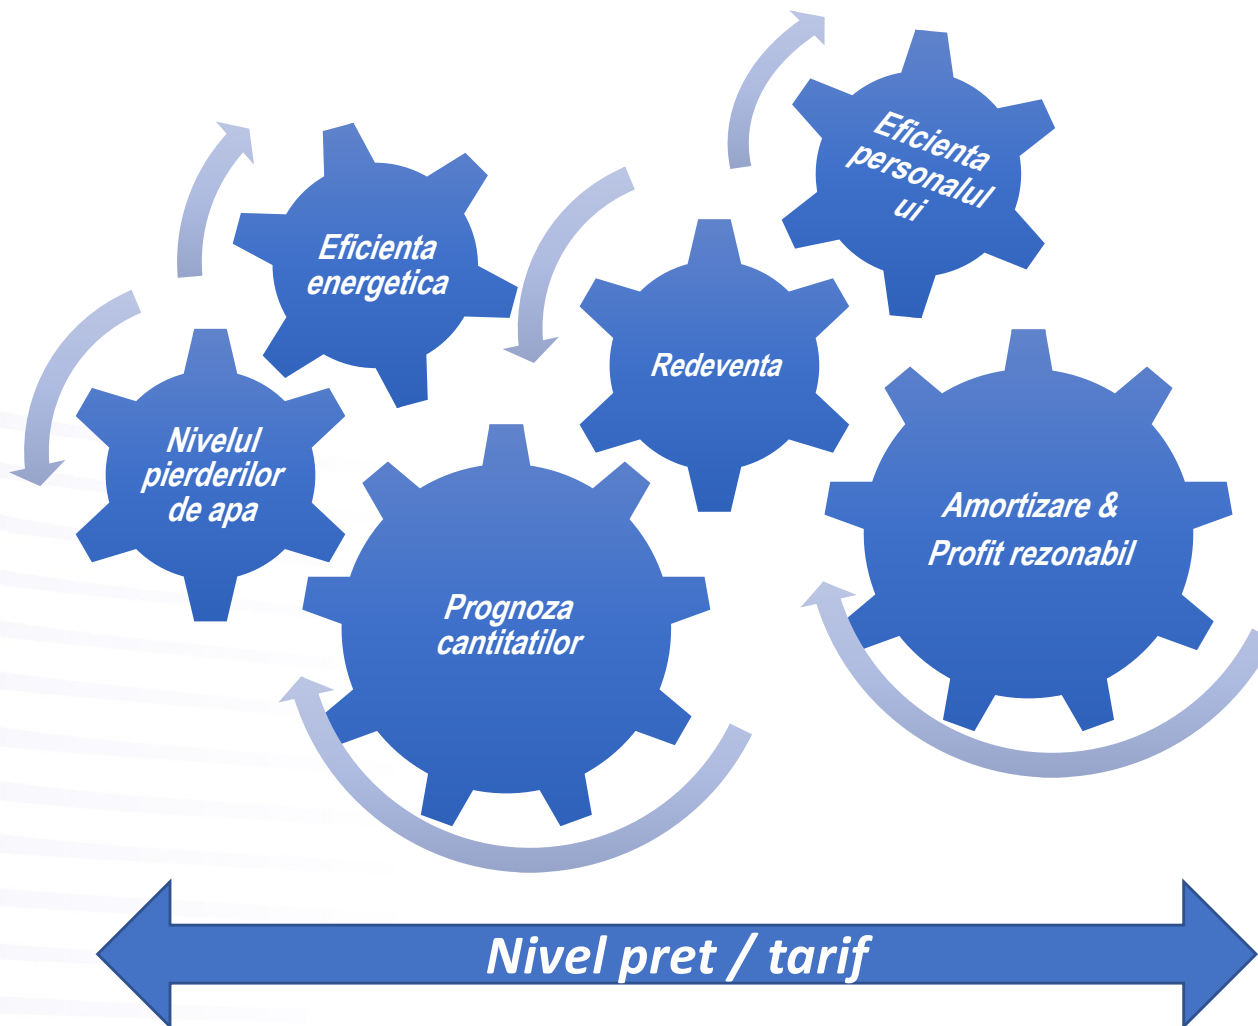 Eficienta
personalul
ui
Eficienta
energetica
Redeventa
Nivelul
pierderilor
de apa
Amortizare &
Profit rezonabil
Prognoza
cantitatilor
Nivel pret / tarif